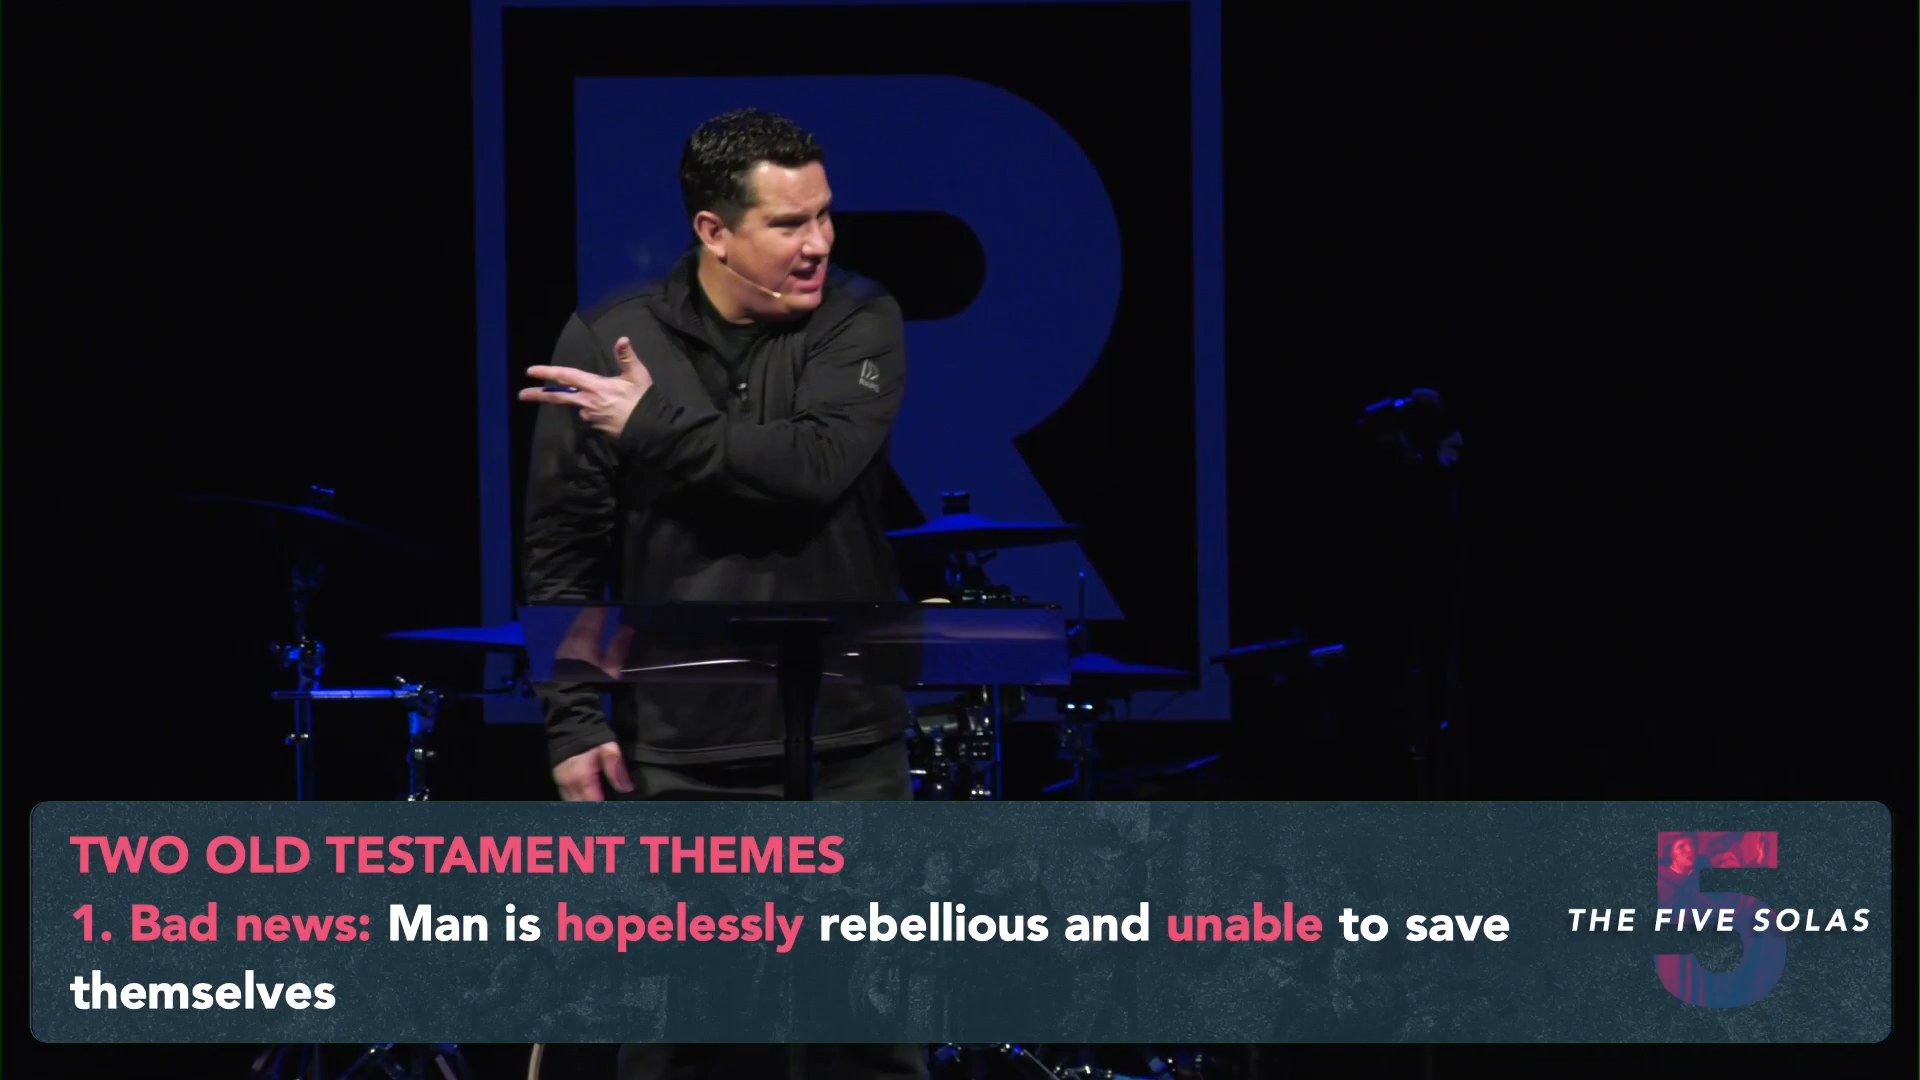 R
TWO OLD TESTAMENT THEMES
1. Bad news: Man is hopelessly rebellious and unable to save
themselves
5
THE FIVE SOLAS